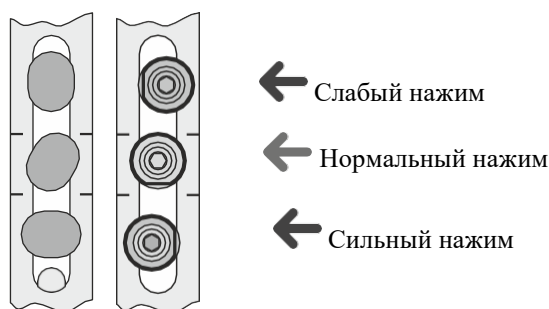 Слабый нажим
Нормальный нажим
Сильный нажим